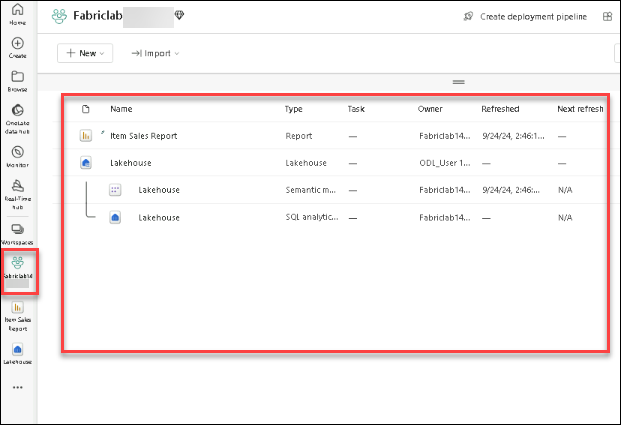 Home
Create
Browse
OneLake
data hub
Monitor
Real-Time
hub
Workspaces
Fabriclab14
Item Sales
Report
Lakehouse
...
Fabriclab
Create deployment pipeline
New
Import
Name Type Task Owner Refreshed Next refresh
Item Sales Report Report — Fabriclab14... 9/24/24, 2:46:1... —
Lakehouse Lakehouse — ODL_User 1... — —
Lakehouse Semantic m... — Fabriclab14... 9/24/24, 2:46:... N/A
Lakehouse SQL analytic... — Fabriclab14... — N/A